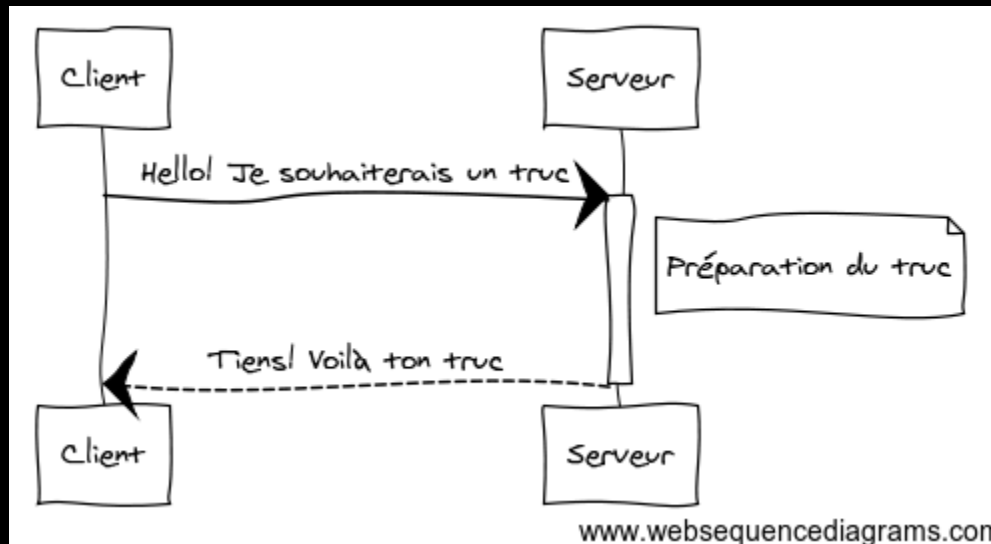 Client
Serveur
Hello! Je souhaiterais un truc
Préparation du truc
Tiens! Voilà ton truc
Client
Serveur
www.websequencediagrams.com